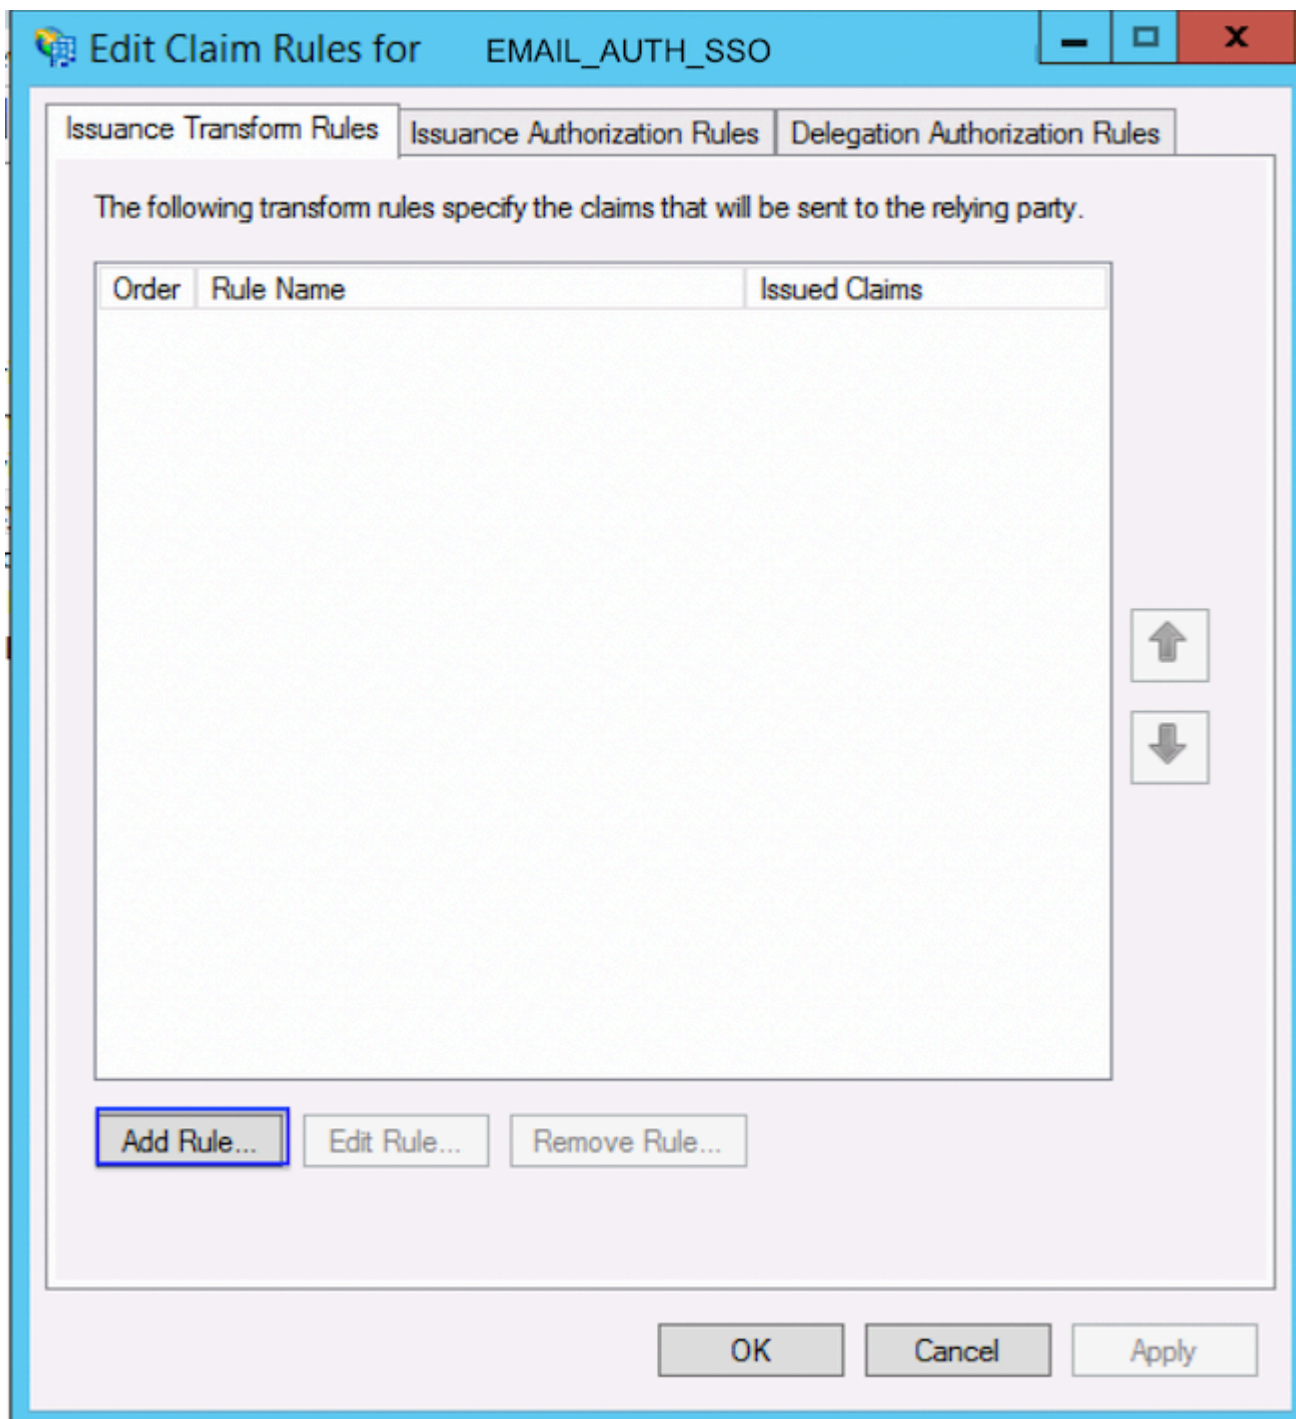 Edit Claim Rules for EMAIL_AUTH_SSO
Issuance Transform Rules Issuance Authorization Rules Delegation Authorization Rules
The following transform rules specify the claims that will be sent to the relying party.
Order Rule Name Issued Claims
Add Rule... Edit Rule... Remove Rule...
OK Cancel Apply